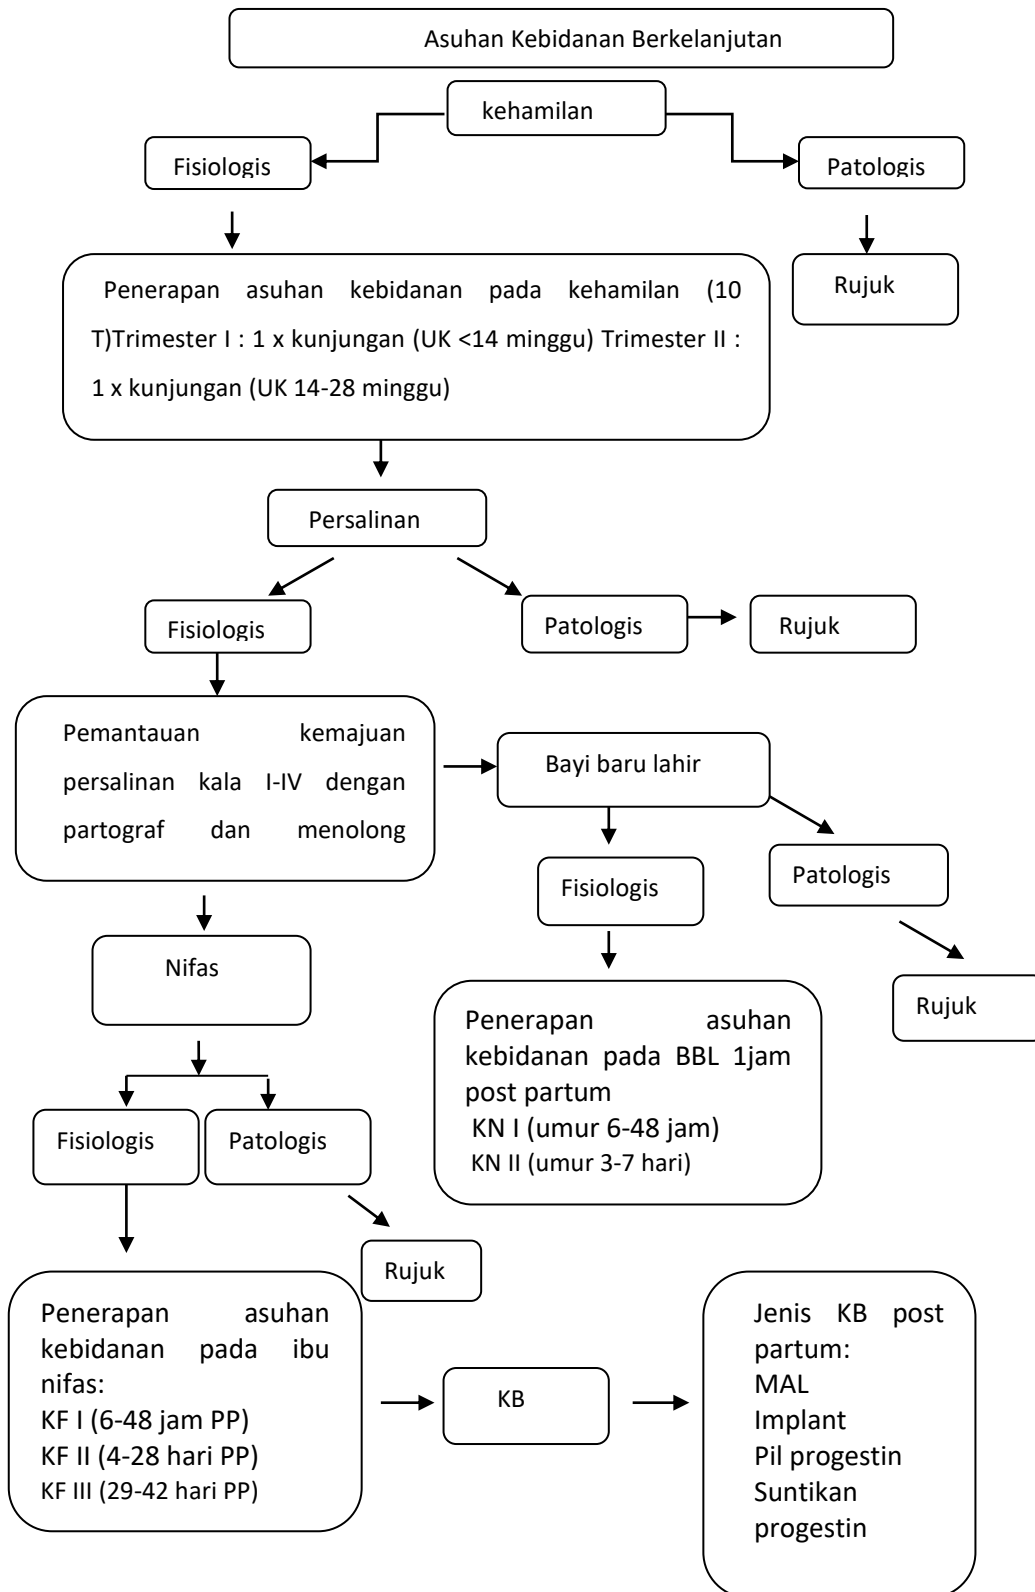 Asuhan Kebidanan Berkelanjutan
kehamilan
Fisiologis
Patologis
Penerapan asuhan kebidanan pada kehamilan (10
T)Trimester I : 1 x kunjungan (UK <14 minggu) Trimester II :
1 x kunjungan (UK 14-28 minggu)
Rujuk
Persalinan
Fisiologis
Patologis
Rujuk
Pemantauan kemajuan
persalinan kala I-IV dengan
partograf dan menolong
Bayi baru lahir
Fisiologis
Patologis
Nifas
Rujuk
Penerapan asuhan
kebidanan pada BBL 1jam
post partum
KN I (umur 6-48 jam)
KN II (umur 3-7 hari)
Fisiologis
Patologis
Rujuk
Penerapan asuhan
kebidanan pada ibu
nifas:
KF I (6-48 jam PP)
KF II (4-28 hari PP)
KF III (29-42 hari PP)
KB
Jenis KB post
partum:
MAL
Implant
Pil progestin
Suntikan
progestin